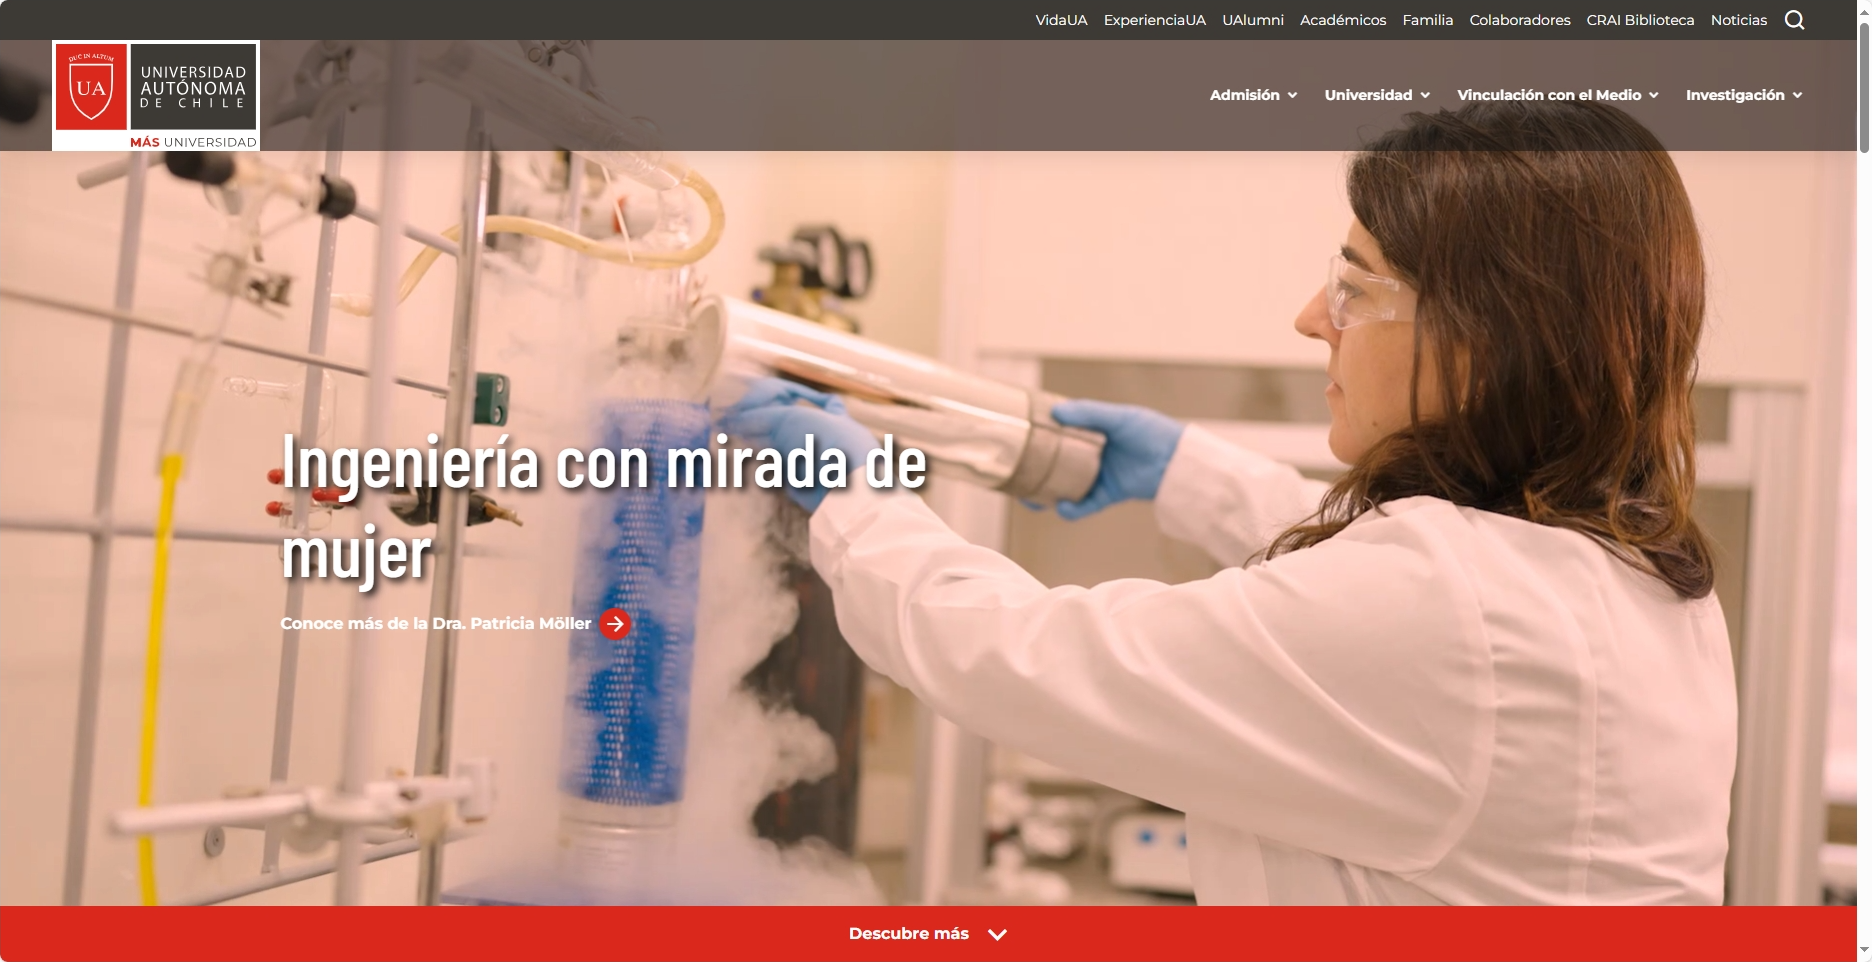 VidaUA ExperienciaUA UAlumni Académicos Familia Colaboradores CRAI Biblioteca Noticias
DUC IN ALTUM
UA
UNIVERSIDAD
AUTÓNOMA
DE CHILE
MÁS UNIVERSIDAD
Admisión Universidad Vinculación con el Medio Investigación
Ingeniería con mirada de
mujer
Conoce más de la Dra. Patricia Möller
Descubre más